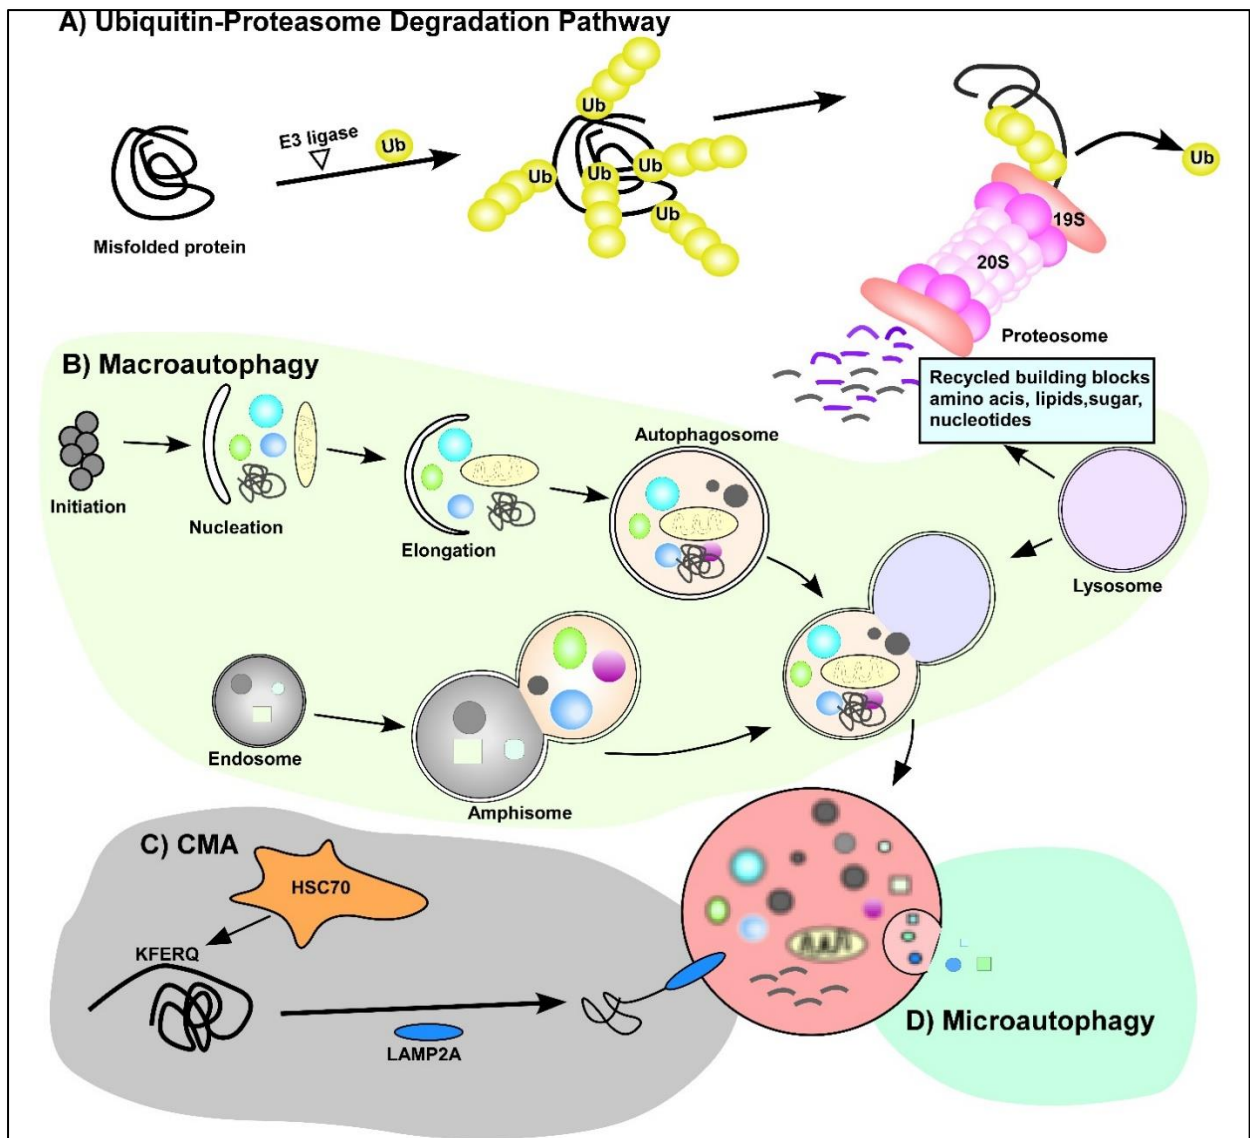 A) Ubiquitin-Proteasome Degradation Pathway
Misfolded protein
E3 ligase
Ub
Ub
Ub
Ub
Ub
Ub
Ub
19S
20S
Proteosome
B) Macroautophagy
Recycled building blocks
amino acis, lipids,sugar,
nucleotides
Initiation
Nucleation
Elongation
Autophagosome
Lysosome
Endosome
Amphisome
C) CMA
HSC70
KFERQ
LAMP2A
D) Microautophagy